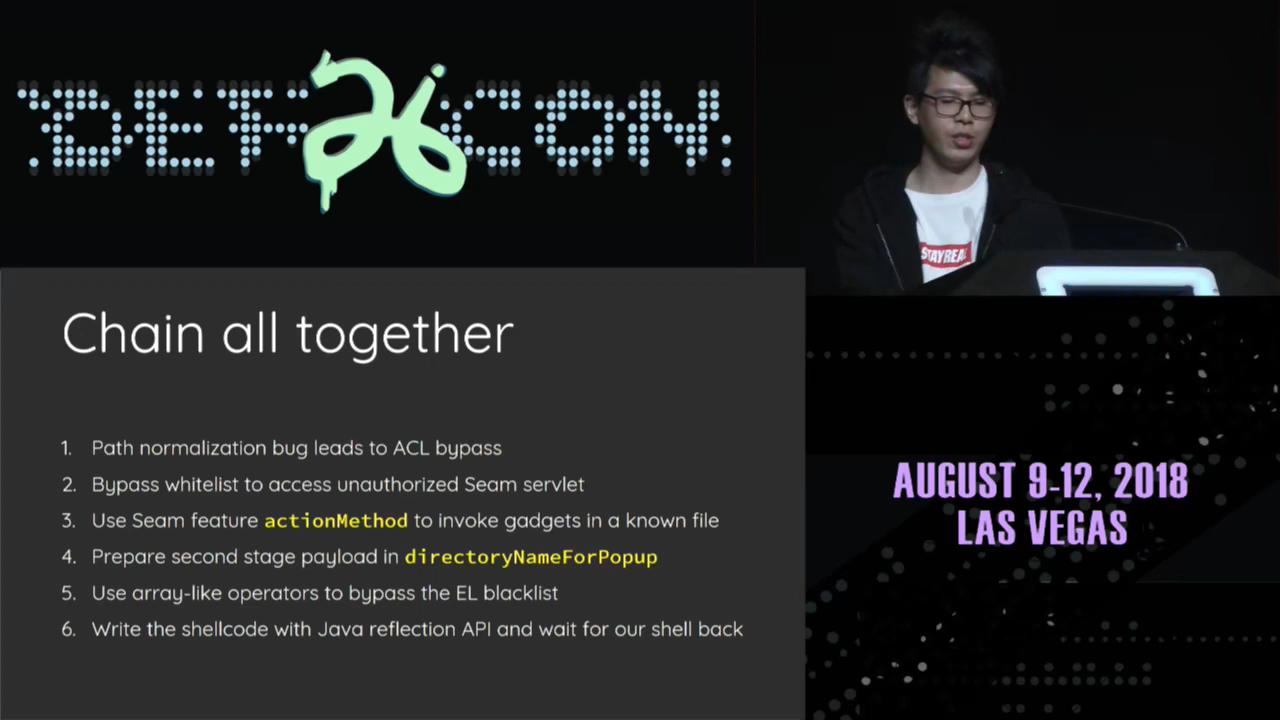 DEF CON
26
STAYREAL
Chain all together
1. Path normalization bug leads to ACL bypass
2. Bypass whitelist to access unauthorized Seam servlet
3. Use Seam feature actionMethod to invoke gadgets in a known file
4. Prepare second stage payload in directoryNameForPopup
5. Use array-like operators to bypass the EL blacklist
6. Write the shellcode with Java reflection API and wait for our shell back
AUGUST 9-12, 2018
LAS VEGAS